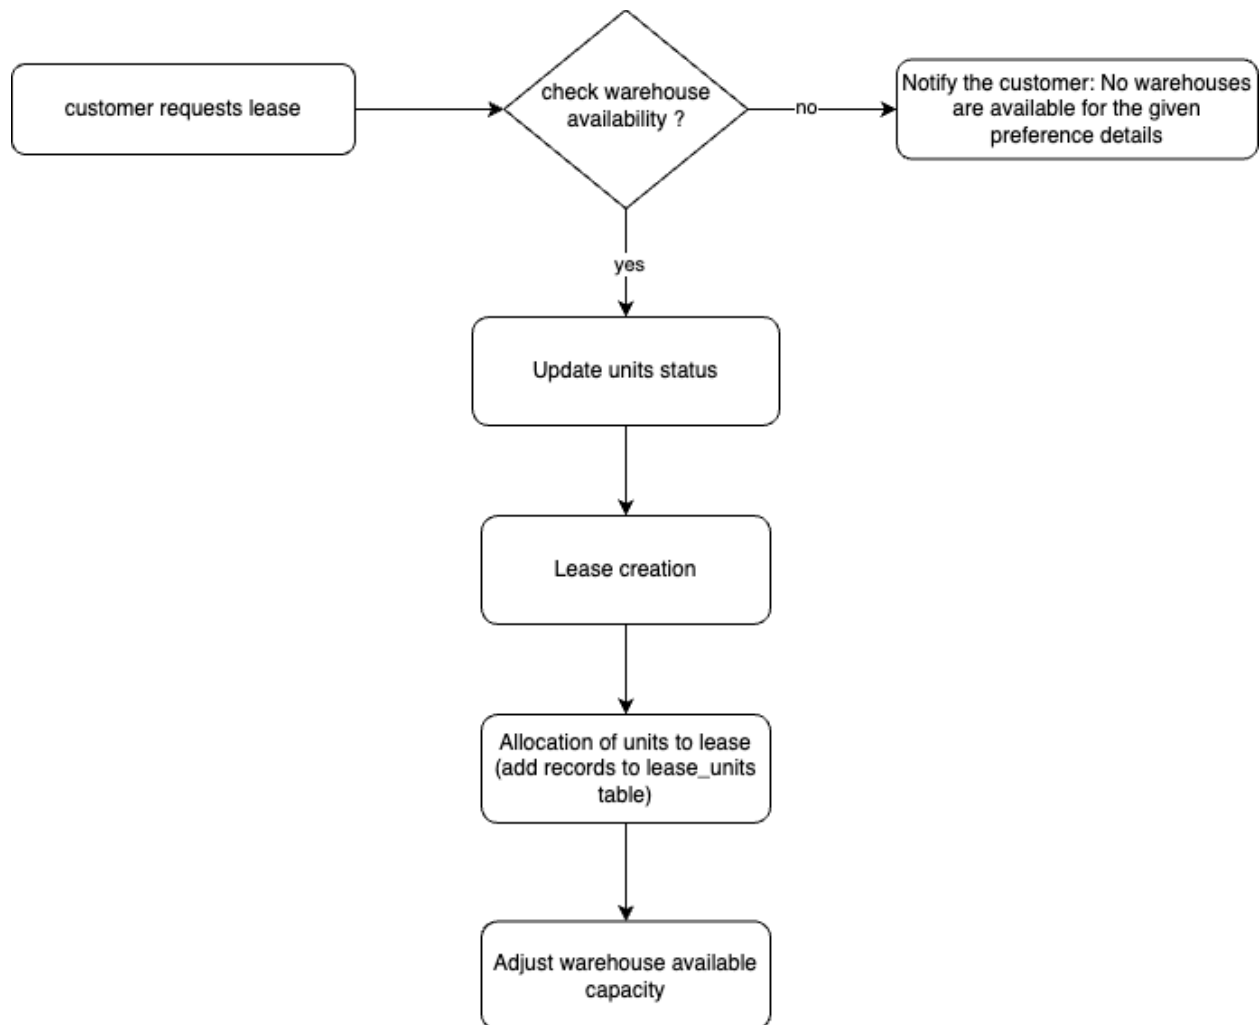 customer requests lease
check warehouse
availability ?
no
Notify the customer: No warehouses
are available for the given
preference details
yes
Update units status
Lease creation
Allocation of units to lease
(add records to lease_units
table)
Adjust warehouse available
capacity